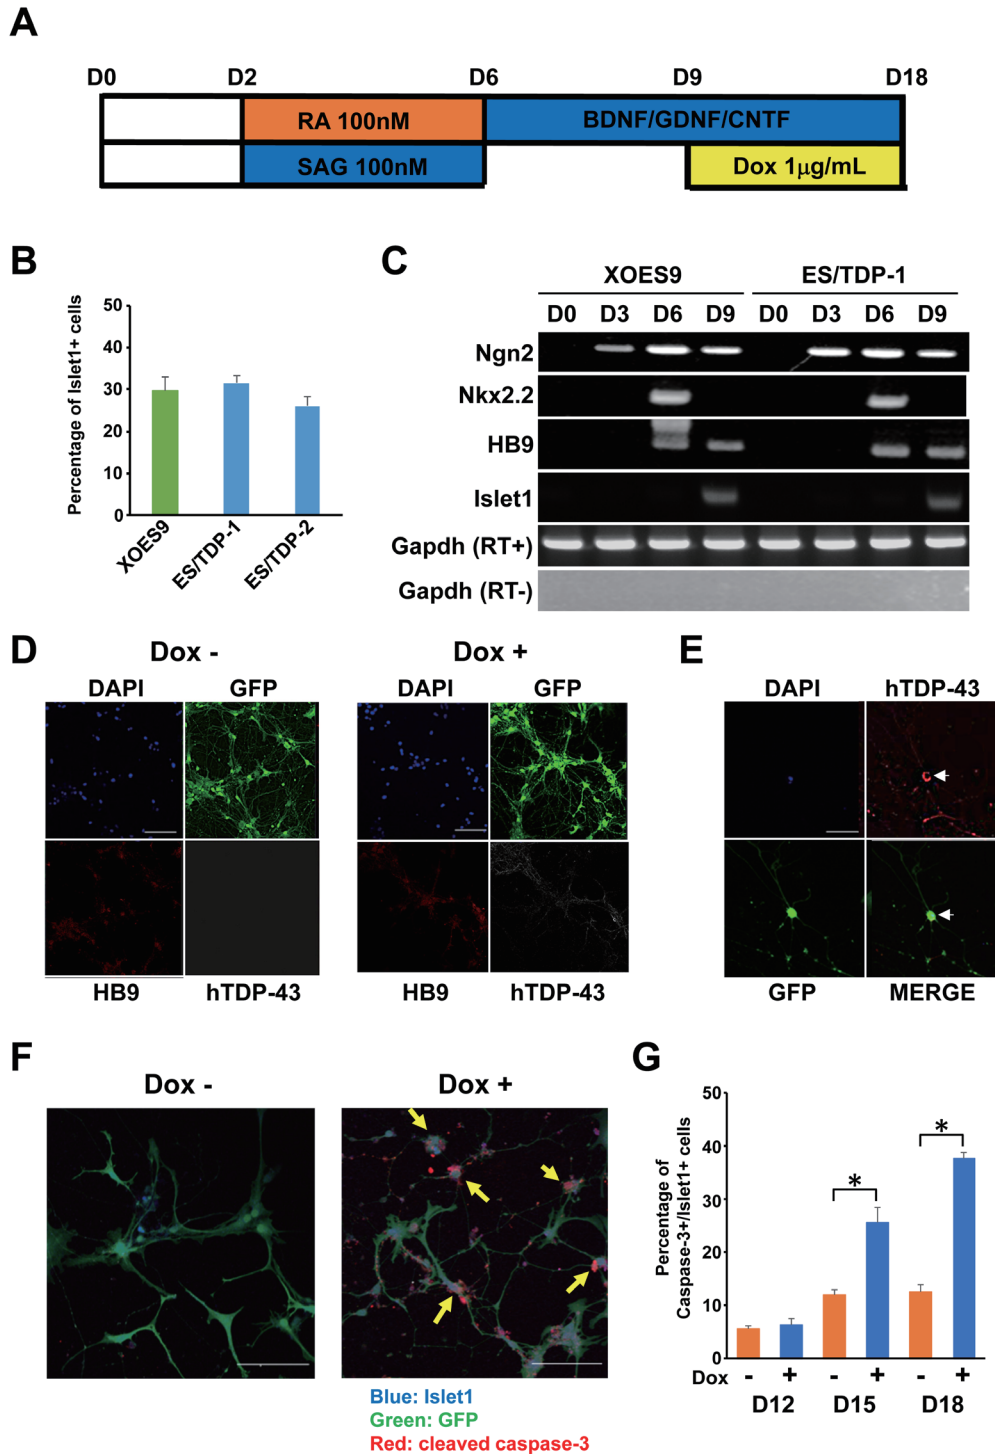 A
D0 D2 D6 D9 D18
RA 100nM BDNF/GDNF/CNTF
SAG 100nM Dox 1μg/mL
B
Percentage of Islet1+ cells
50
40
30
20
10
0
XOES9 ES/TDP-1 ES/TDP-2
C
XOES9 ES/TDP-1
D0 D3 D6 D9 D0 D3 D6 D9
Ngn2
Nkx2.2
HB9
Islet1
Gapdh (RT+)
Gapdh (RT-)
D
Dox - Dox +
DAPI GFP DAPI GFP
HB9 hTDP-43 HB9 hTDP-43
E
DAPI hTDP-43
GFP MERGE
F
Dox - Dox +
Blue: Islet1
Green: GFP
Red: cleaved caspase-3
G
Percentage of
Caspase-3+/Islet1+ cells
50
40
30
20
10
0
* *
Dox - + - + - +
D12 D15 D18